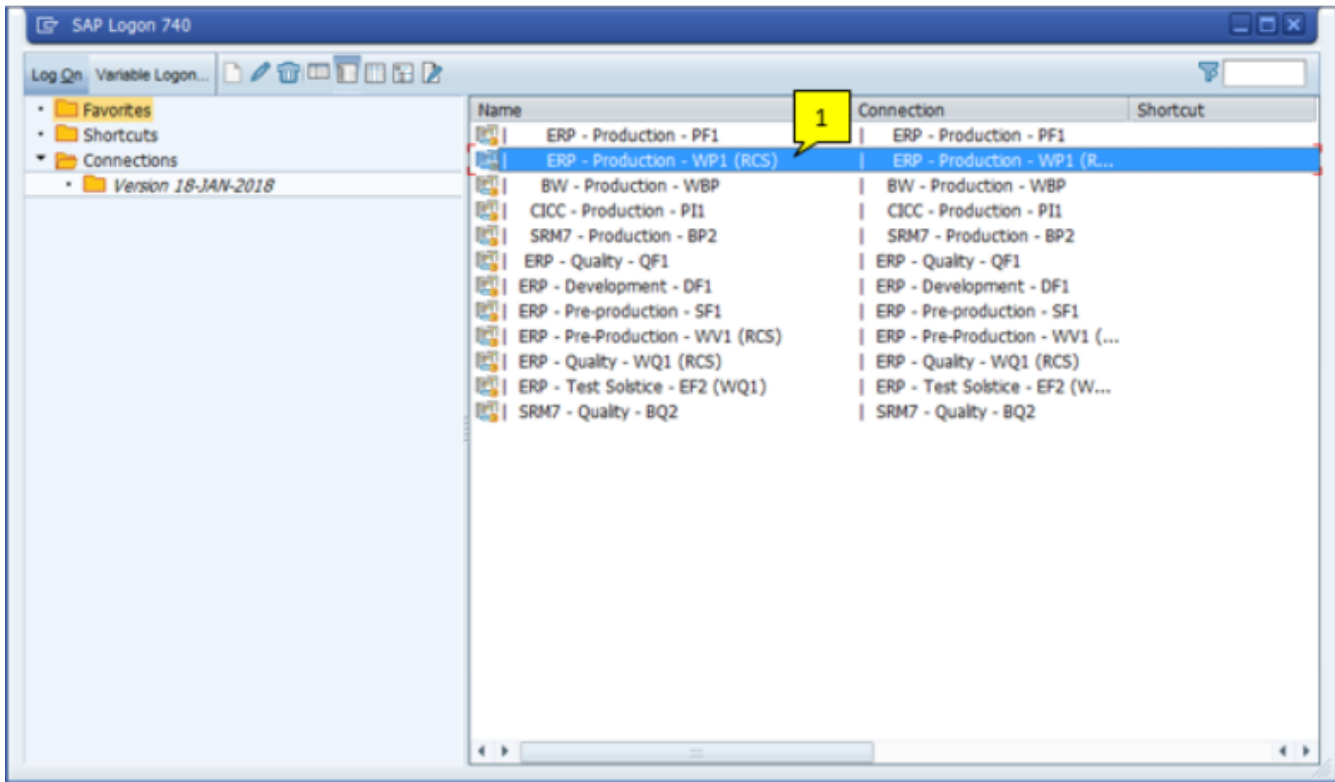 SAP Logon 740
Log On Variable Logon...
Favorites
Shortcuts
Connections
Version 18-JAN-2018
Name Connection Shortcut
1
| ERP - Production - PF1 | ERP - Production - PF1
| ERP - Production - WP1 (RCS) | ERP - Production - WP1 (R...
| BW - Production - WBP | BW - Production - WBP
| CICC - Production - PI1 | CICC - Production - PI1
| SRM7 - Production - BP2 | SRM7 - Production - BP2
| ERP - Quality - QF1 | ERP - Quality - QF1
| ERP - Development - DF1 | ERP - Development - DF1
| ERP - Pre-production - SF1 | ERP - Pre-production - SF1
| ERP - Pre-Production - WV1 (RCS) | ERP - Pre-Production - WV1 (...
| ERP - Quality - WQ1 (RCS) | ERP - Quality - WQ1 (RCS)
| ERP - Test Solstice - EF2 (WQ1) | ERP - Test Solstice - EF2 (W...
| SRM7 - Quality - BQ2 | SRM7 - Quality - BQ2